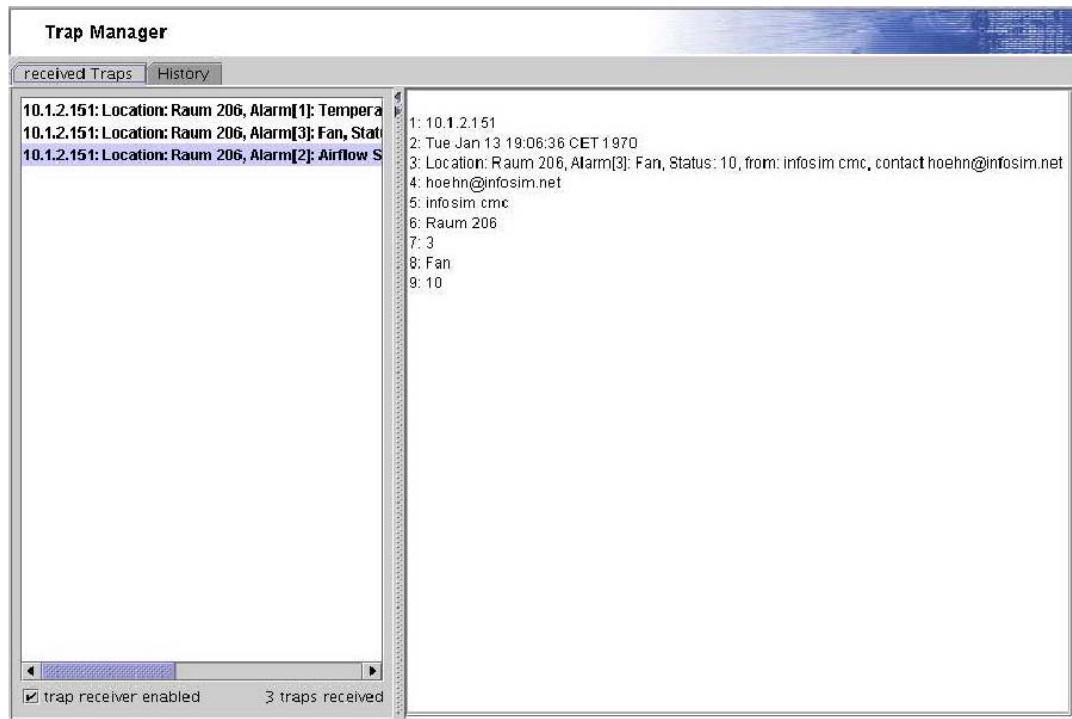 Trap Manager
received Traps
History
10.1.2.151: Location: Raum 206, Alarm[1]: Tempera
10.1.2.151: Location: Raum 206, Alarm[3]: Fan, Stat
10.1.2.151: Location: Raum 206, Alarm[2]: Airflow S
trap receiver enabled
3 traps received
1: 10.1.2.151
2: Tue Jan 13 19:06:36 CET 1970
3: Location: Raum 206, Alarm[3]: Fan, Status: 10, from: infosim cmc, contact hoehn@infosim.net
4: hoehn@infosim.net
5: infosim cmc
6: Raum 206
7: 3
8: Fan
9: 10